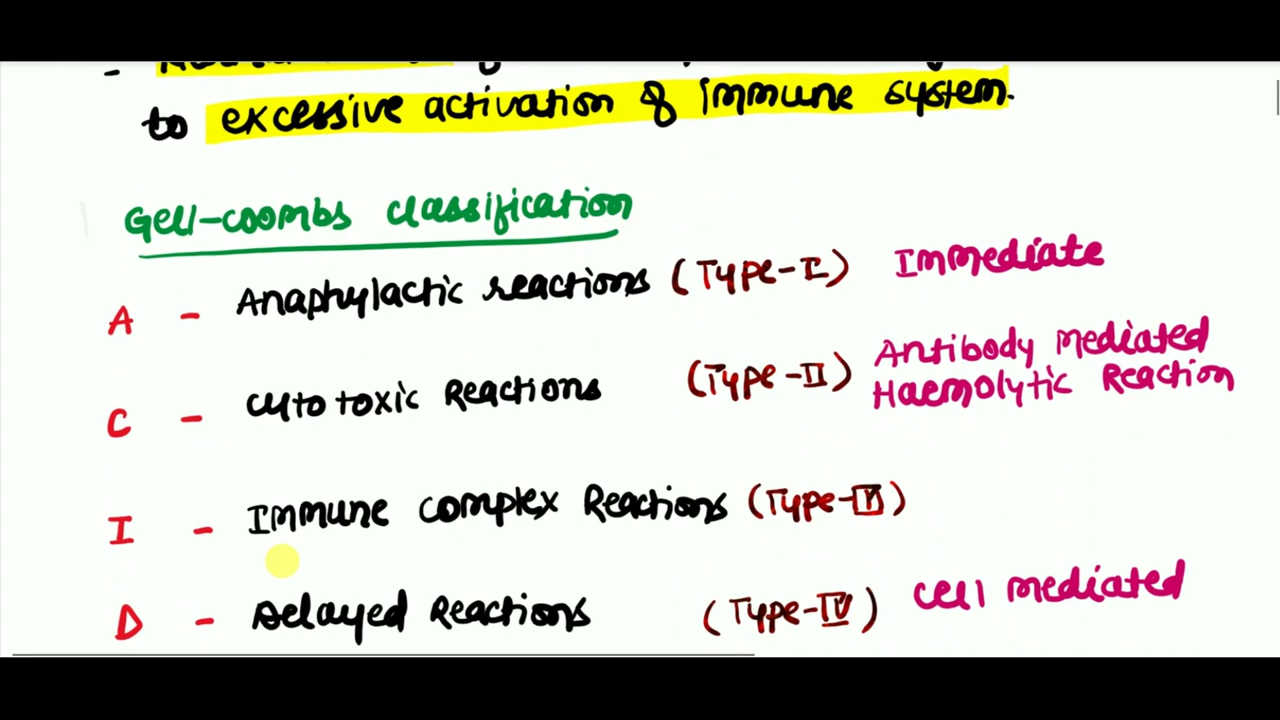 to excessive activation of immune system.
Gell-coombs classification
A - Anaphylactic reactions (Type-I) Immediate
C - cytotoxic Reactions (Type-II) Antibody Mediated
Haemolytic Reaction
I - Immune complex Reactions (Type-III)
D - Delayed Reactions (Type-IV) cell mediated